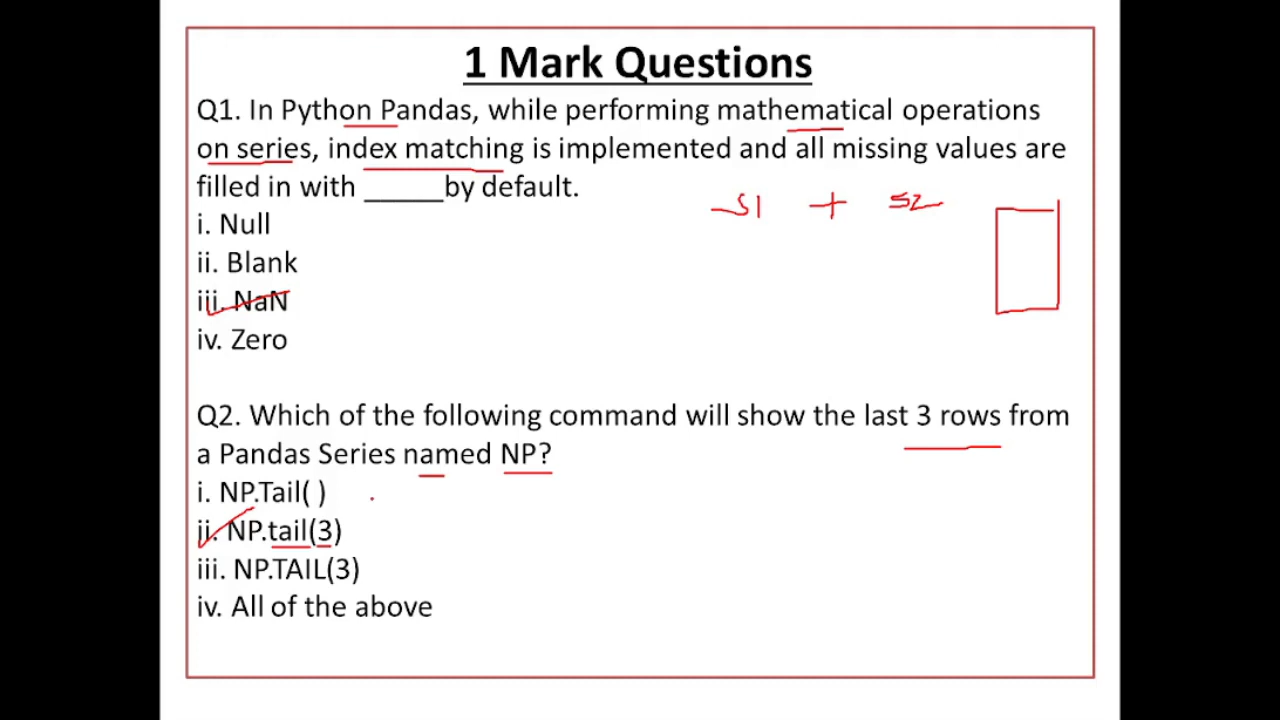 1 Mark Questions
Q1. In Python Pandas, while performing mathematical operations
on series, index matching is implemented and all missing values are
filled in with _____by default.
S1 + S2
i. Null
ii. Blank
iii. NaN
iv. Zero
Q2. Which of the following command will show the last 3 rows from
a Pandas Series named NP?
i. NP.Tail( )
ii. NP.tail(3)
iii. NP.TAIL(3)
iv. All of the above